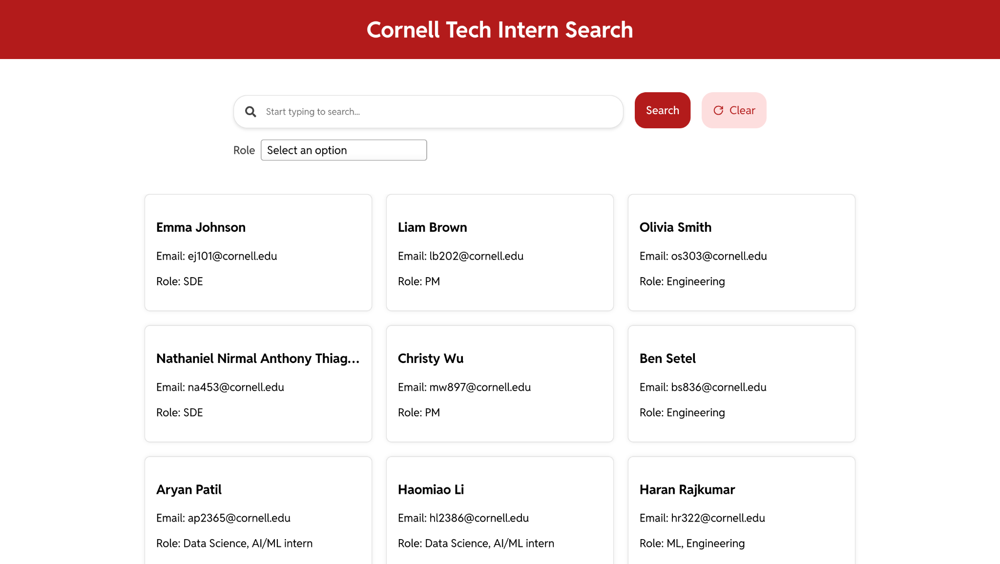 Cornell Tech Intern Search
Start typing to search...
Search
Clear
Role
Select an option
Emma Johnson
Email: ej101@cornell.edu
Role: SDE
Liam Brown
Email: lb202@cornell.edu
Role: PM
Olivia Smith
Email: os303@cornell.edu
Role: Engineering
Nathaniel Nirmal Anthony Thiag...
Email: na453@cornell.edu
Role: SDE
Christy Wu
Email: mw897@cornell.edu
Role: PM
Ben Setel
Email: bs836@cornell.edu
Role: Engineering
Aryan Patil
Email: ap2365@cornell.edu
Role: Data Science, AI/ML intern
Haomiao Li
Email: hl2386@cornell.edu
Role: Data Science, AI/ML intern
Haran Rajkumar
Email: hr322@cornell.edu
Role: ML, Engineering